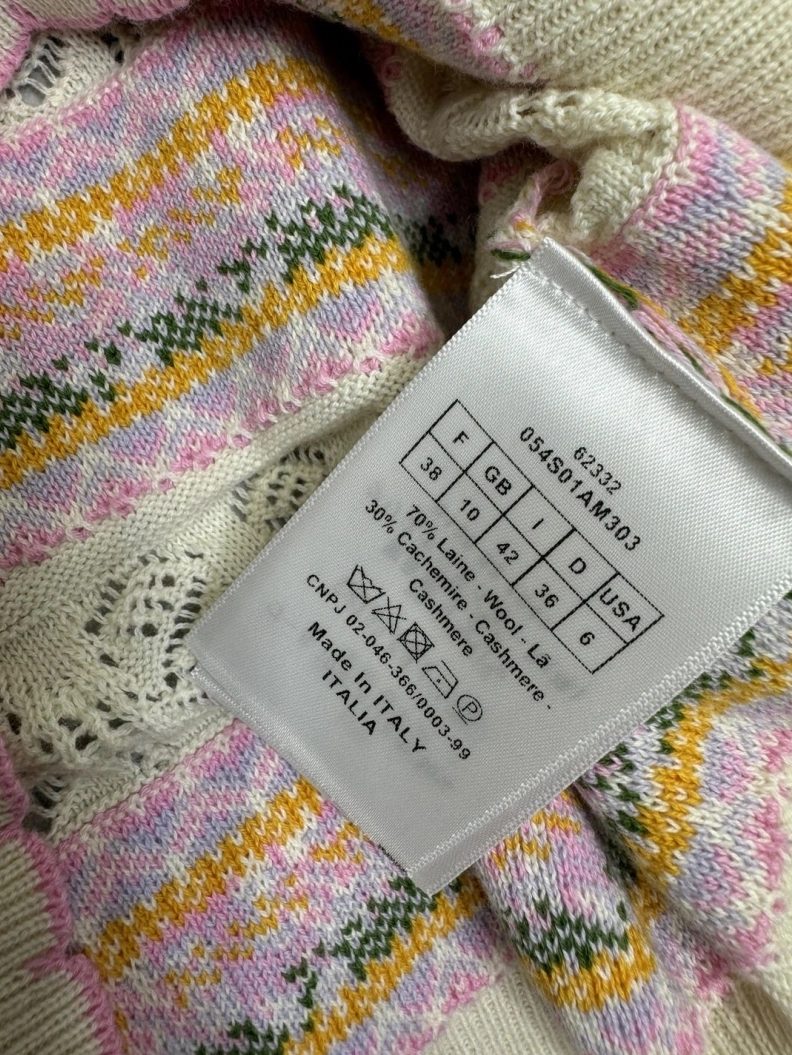 62332
054S01AM303
F GB I D USA
38 10 42 36 6
70% Laine - Wool - Lã
30% Cachemire - Cashmere -
Cashmere
P
CNPJ 02-046-366/0003-99
Made In ITALY
ITALIA